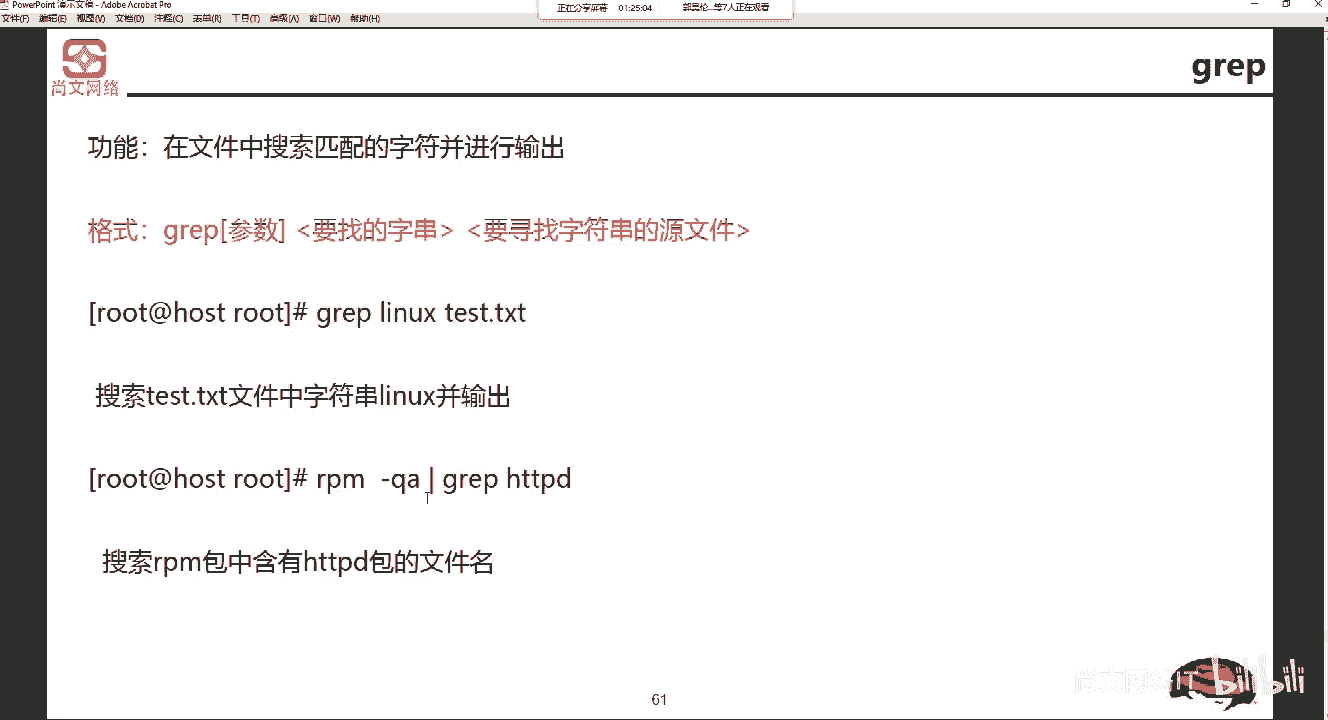 PowerPoint 演示文稿 - Adobe Acrobat Pro
正在分享屏幕 01:25:04 等7人正在观看
文件(F) 编辑(E) 视图(V) 文档(D) 注释(C) 表单(R) 工具(T) 高级(A) 窗口(W) 帮助(H)
尚文网络
grep
功能：在文件中搜索匹配的字符并进行输出
格式：grep[参数] <要找的字串> <要寻找字符串的源文件>
[root@host root]# grep linux test.txt
搜索test.txt文件中字符串linux并输出
[root@host root]# rpm -qa | grep httpd
搜索rpm包中含有httpd包的文件名
尚文网络IT bilibili
61